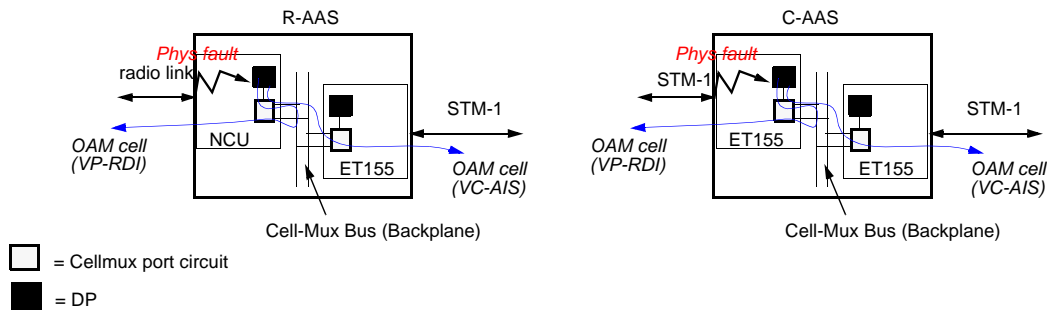 R-AAS
Phys fault
radio link
NCU
ET155
STM-1
OAM cell
(VP-RDI)
OAM cell
(VC-AIS)
Cell-Mux Bus (Backplane)
C-AAS
Phys fault
STM-1
ET155
ET155
STM-1
OAM cell
(VP-RDI)
OAM cell
(VC-AIS)
Cell-Mux Bus (Backplane)
= Cellmux port circuit
= DP